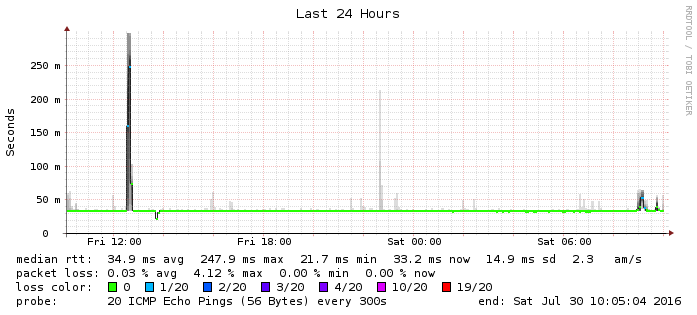 Last 24 Hours
RRDTOOL / TOBI OETIKER
Seconds
250 m
200 m
150 m
100 m
50 m
0
Fri 12:00 Fri 18:00 Sat 00:00 Sat 06:00
median rtt: 34.9 ms avg 247.9 ms max 21.7 ms min 33.2 ms now 14.9 ms sd 2.3 am/s
packet loss: 0.03 % avg 4.12 % max 0.00 % min 0.00 % now
loss color: 0 1/20 2/20 3/20 4/20 10/20 19/20
probe: 20 ICMP Echo Pings (56 Bytes) every 300s end: Sat Jul 30 10:05:04 2016